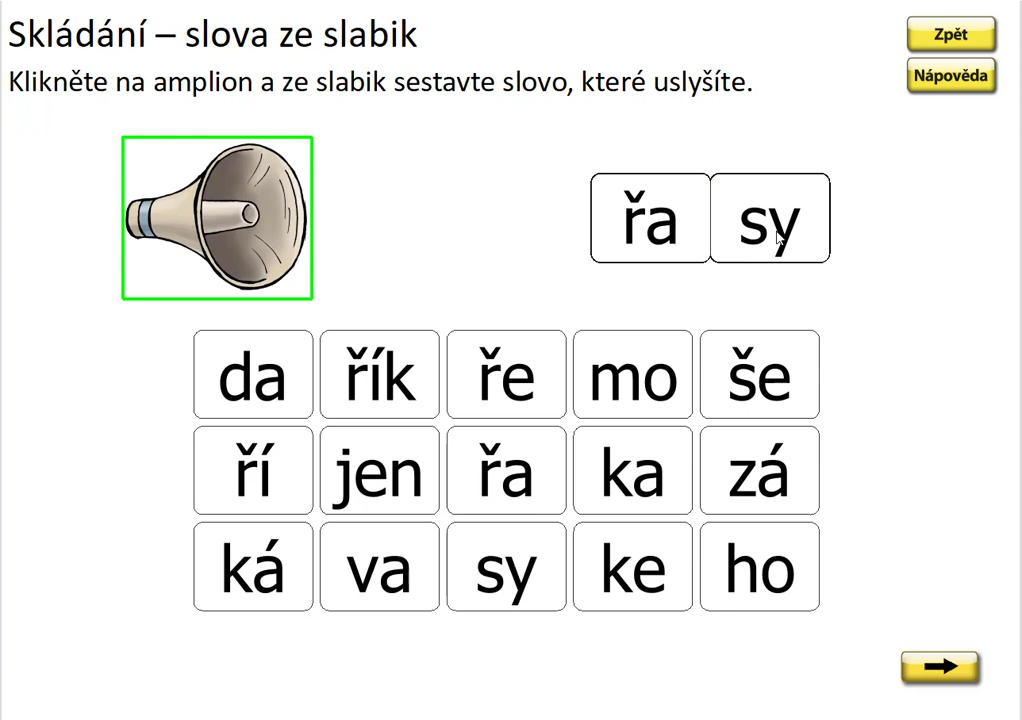 Skládání – slova ze slabik
Zpět
Klikněte na amplion a ze slabik sestavte slovo, které uslyšíte.
Nápověda
řa sy
da řík ře mo še
ří jen řa ka zá
ká va sy ke ho